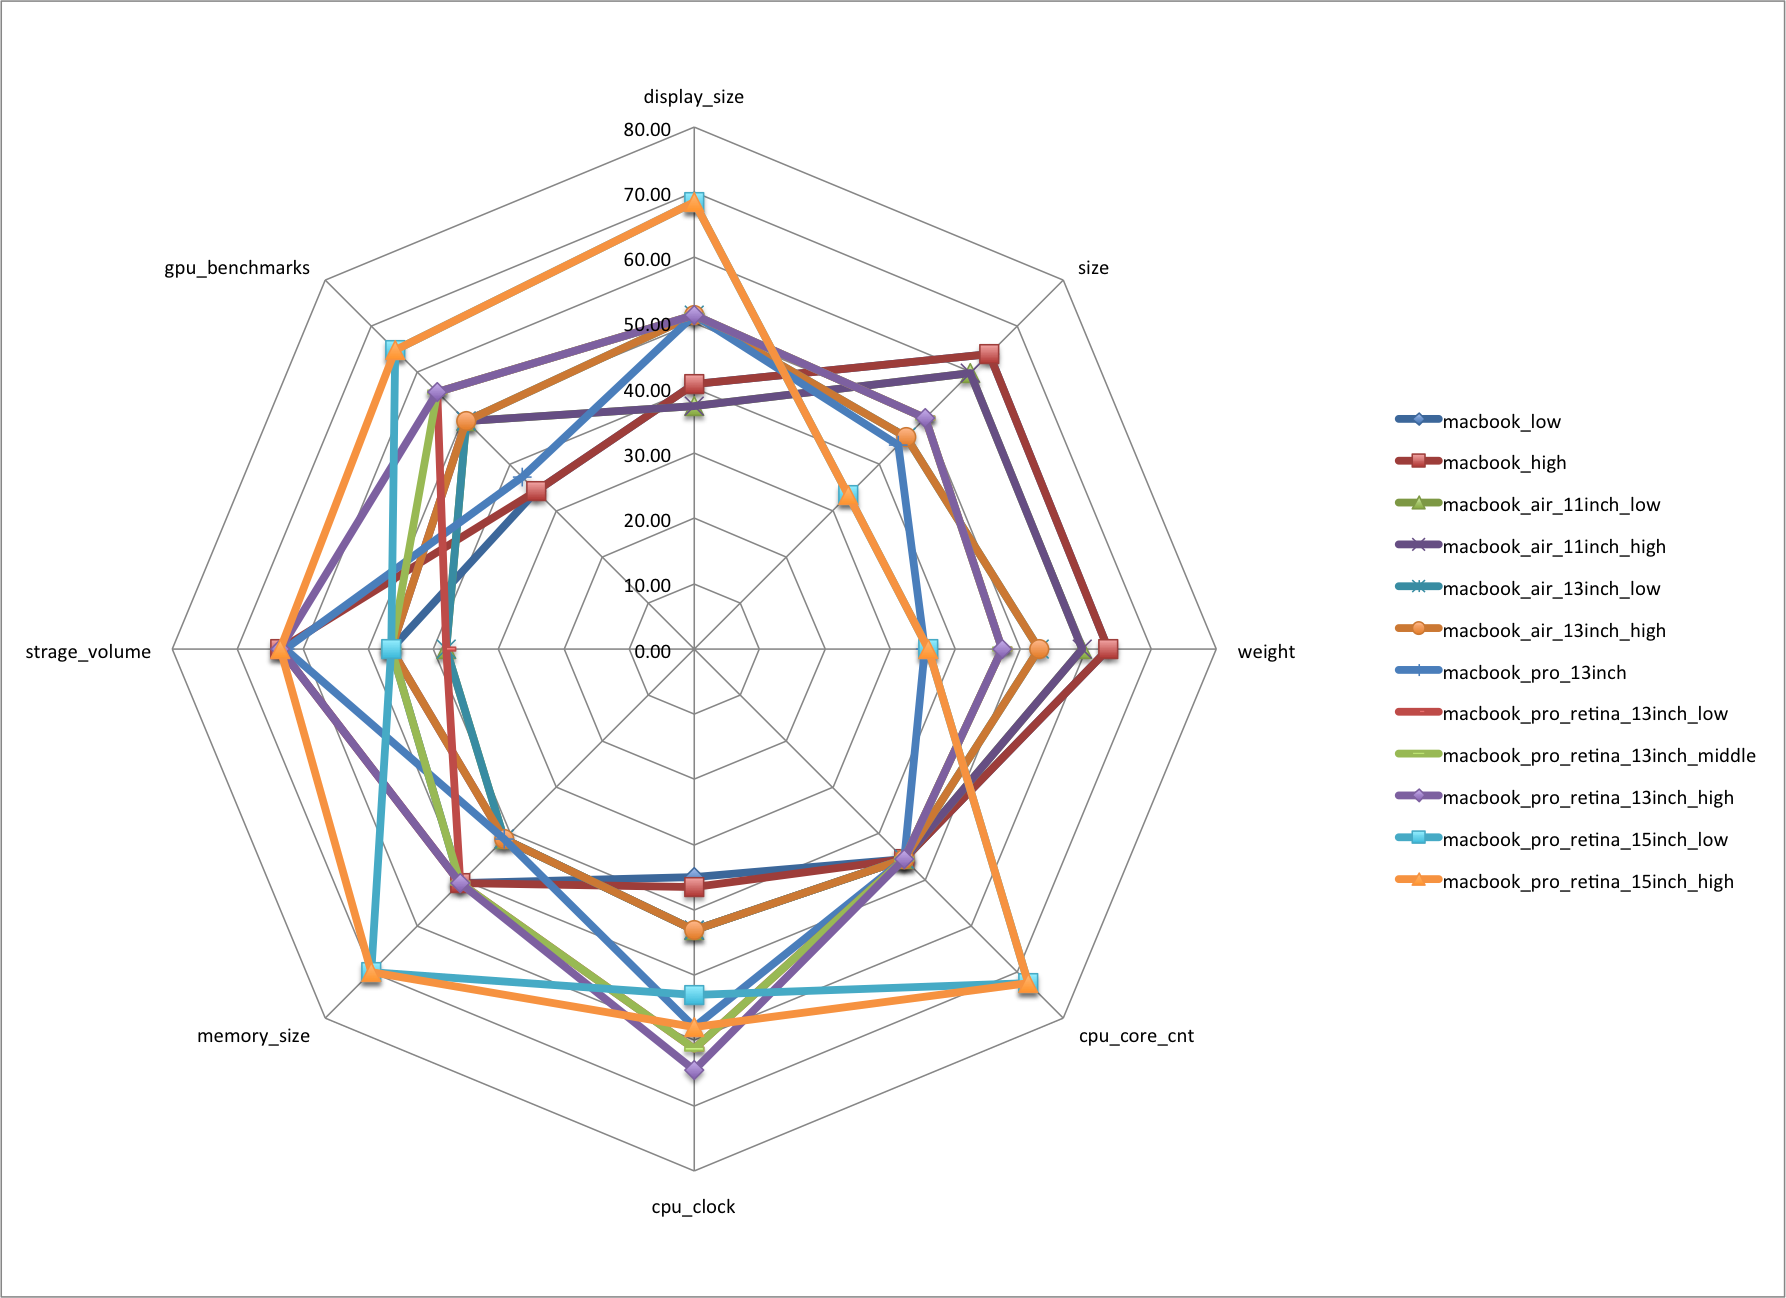 display_size
80.00
70.00
60.00
50.00
40.00
30.00
20.00
10.00
0.00
gpu_benchmarks
size
strage_volume
weight
memory_size
cpu_core_cnt
cpu_clock
macbook_low
macbook_high
macbook_air_11inch_low
macbook_air_11inch_high
macbook_air_13inch_low
macbook_air_13inch_high
macbook_pro_13inch
macbook_pro_retina_13inch_low
macbook_pro_retina_13inch_middle
macbook_pro_retina_13inch_high
macbook_pro_retina_15inch_low
macbook_pro_retina_15inch_high